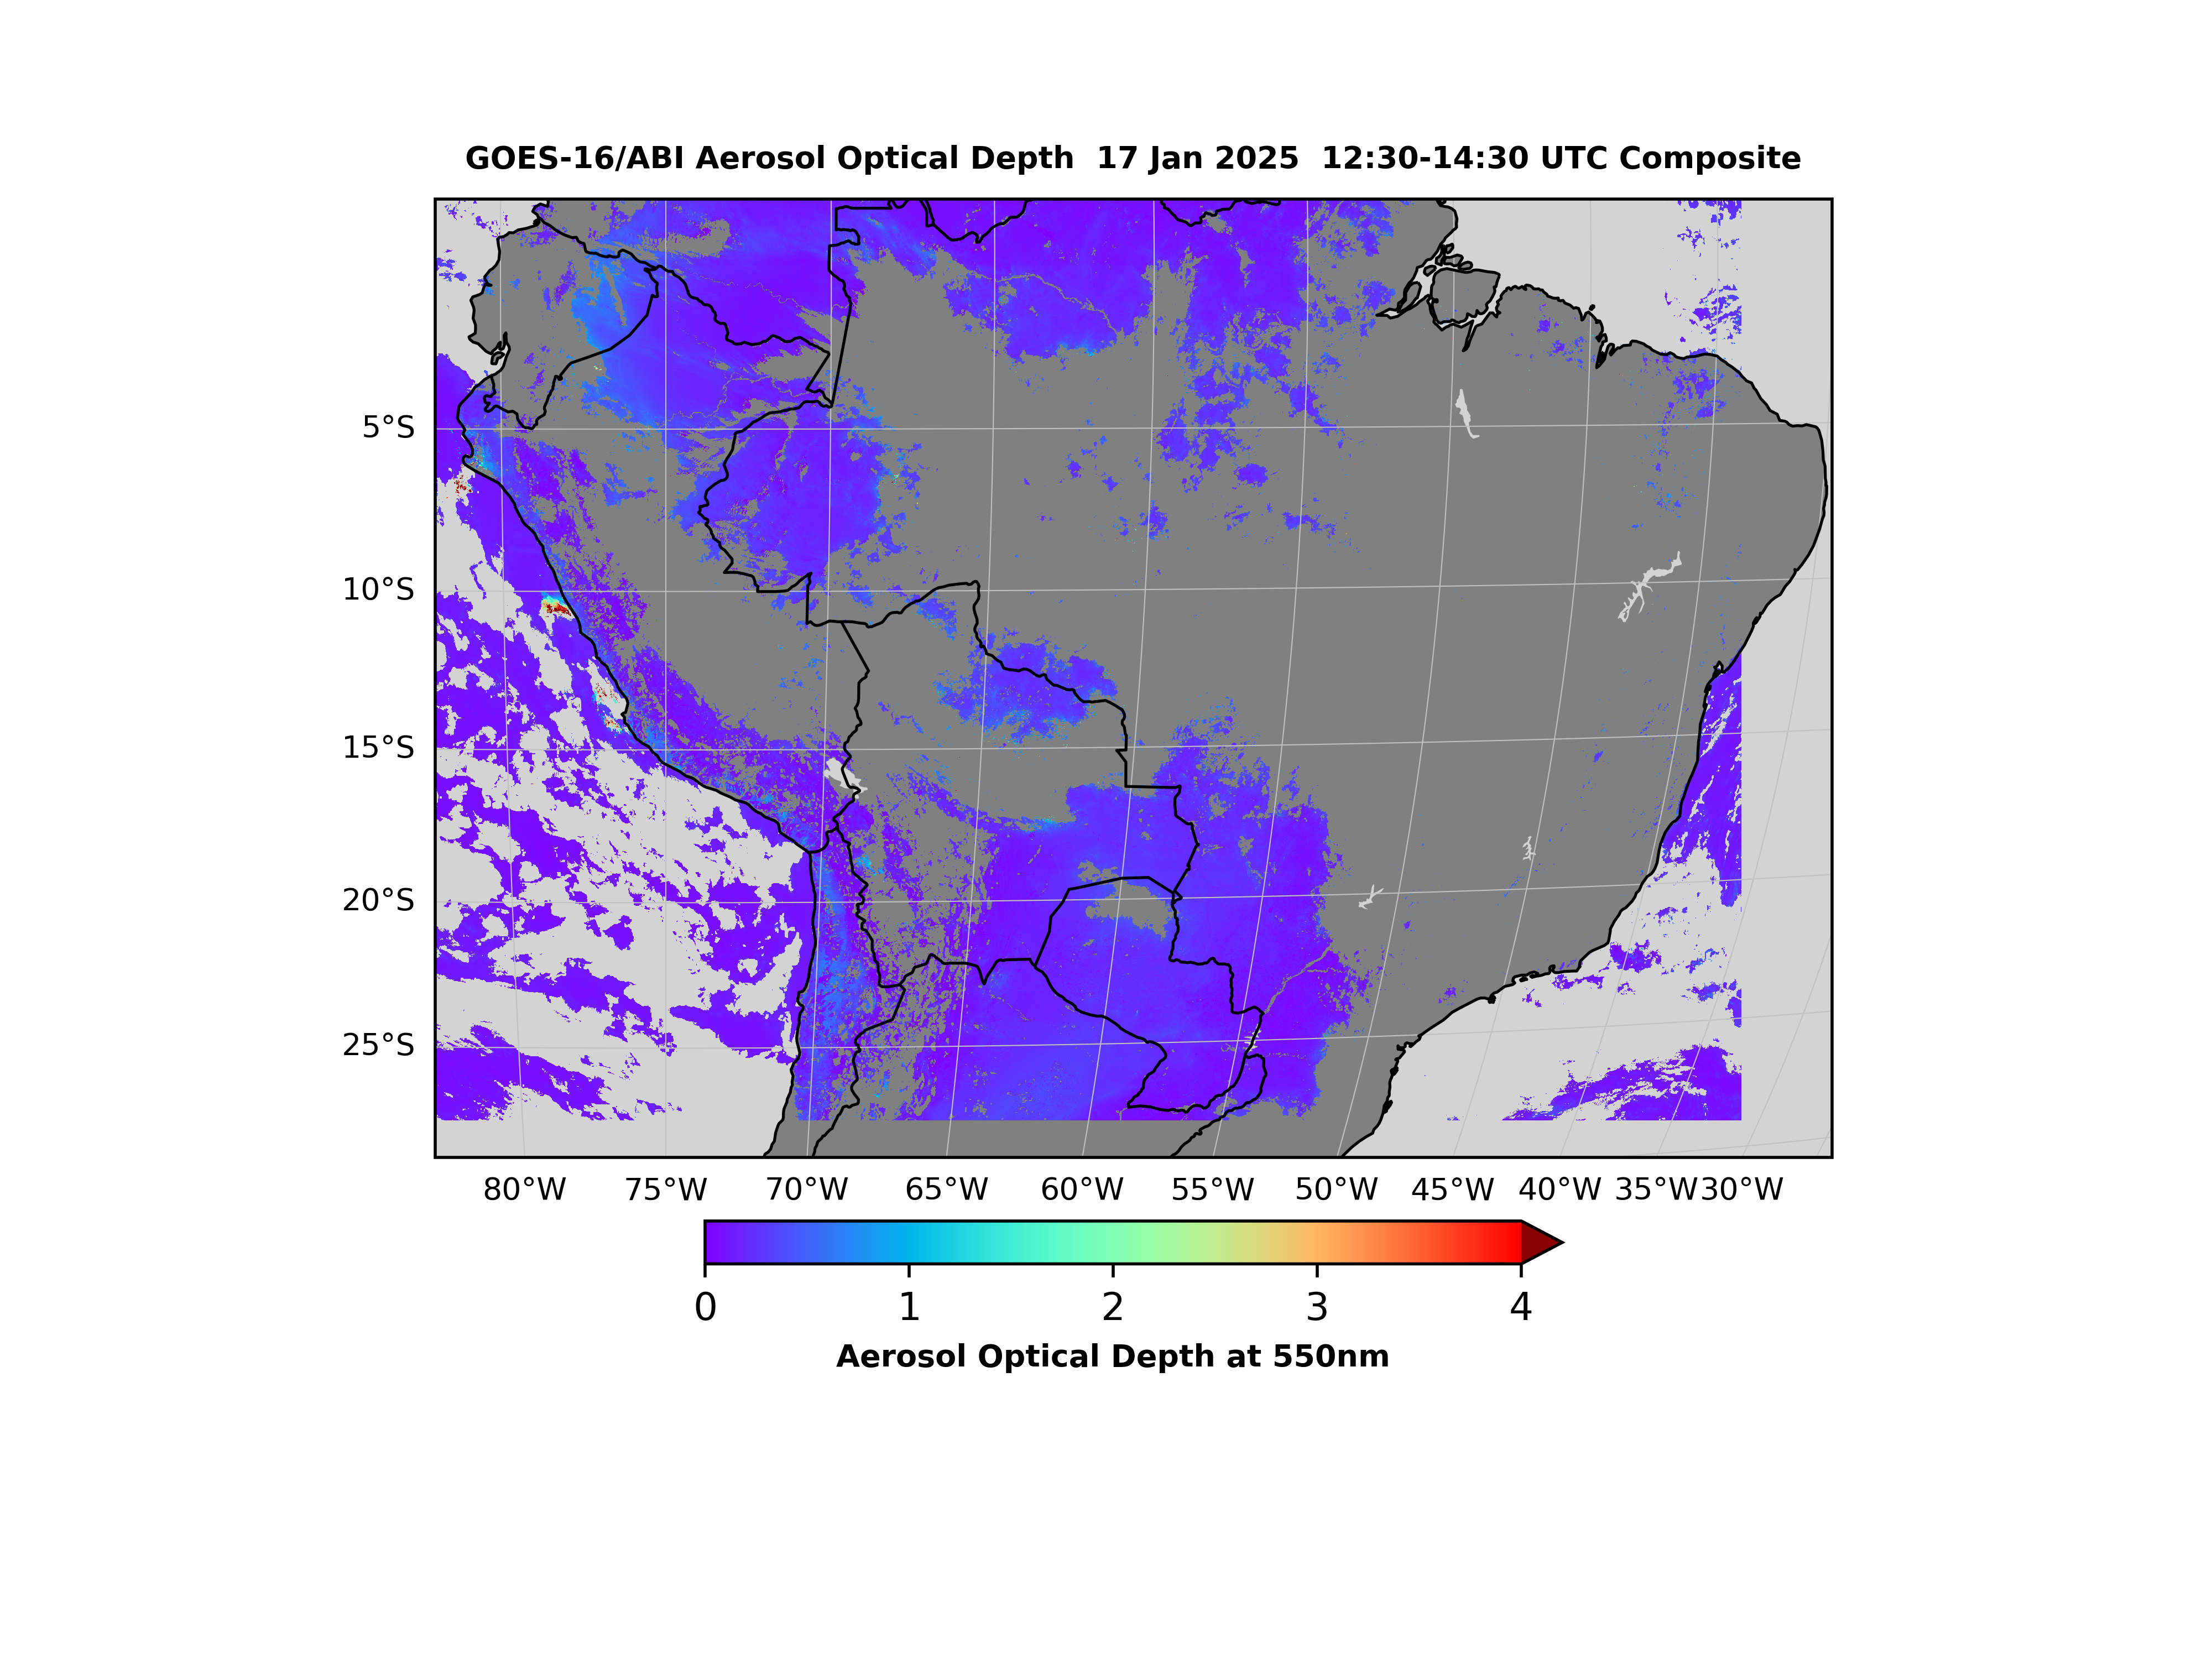 GOES-16/ABI Aerosol Optical Depth  17 Jan 2025  12:30-14:30 UTC Composite
5°S
10°S
15°S
20°S
25°S
80°W 75°W 70°W 65°W 60°W 55°W 50°W 45°W 40°W 35°W 30°W
0 1 2 3 4
Aerosol Optical Depth at 550nm